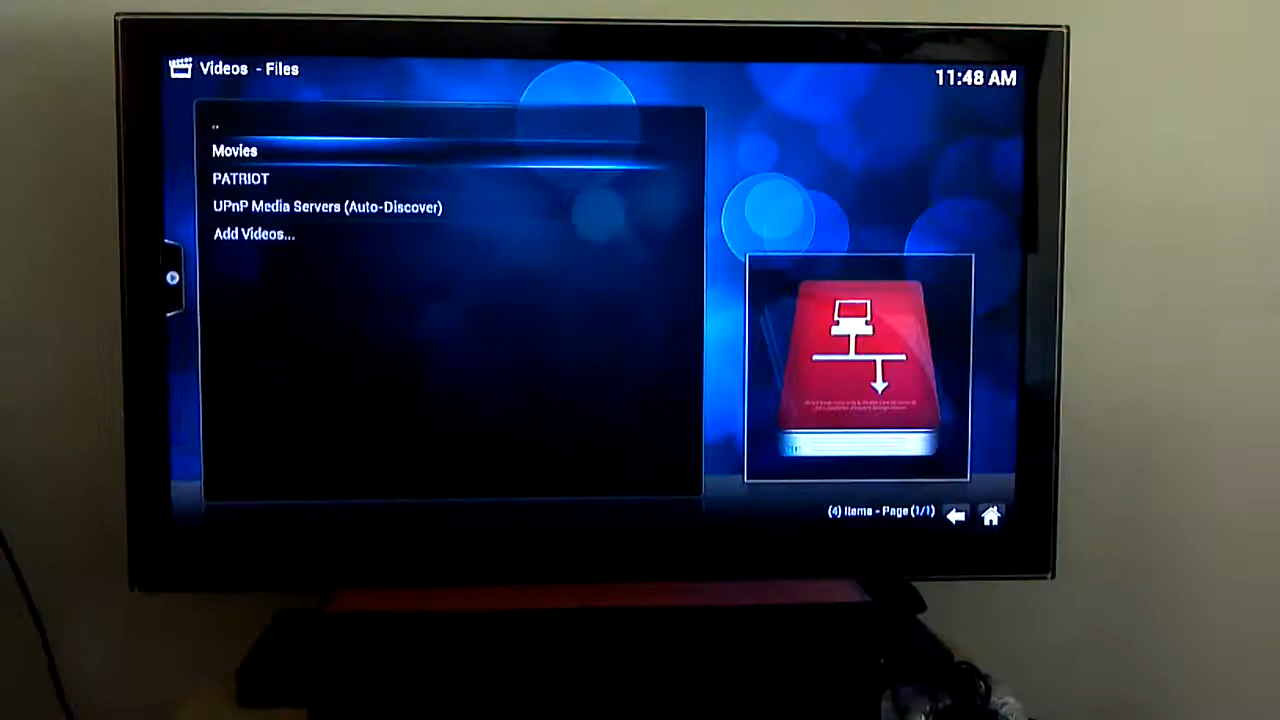 Videos - Files
11:48 AM
..
Movies
PATRIOT
UPnP Media Servers (Auto-Discover)
Add Videos...
(4) Items - Page (1/1)